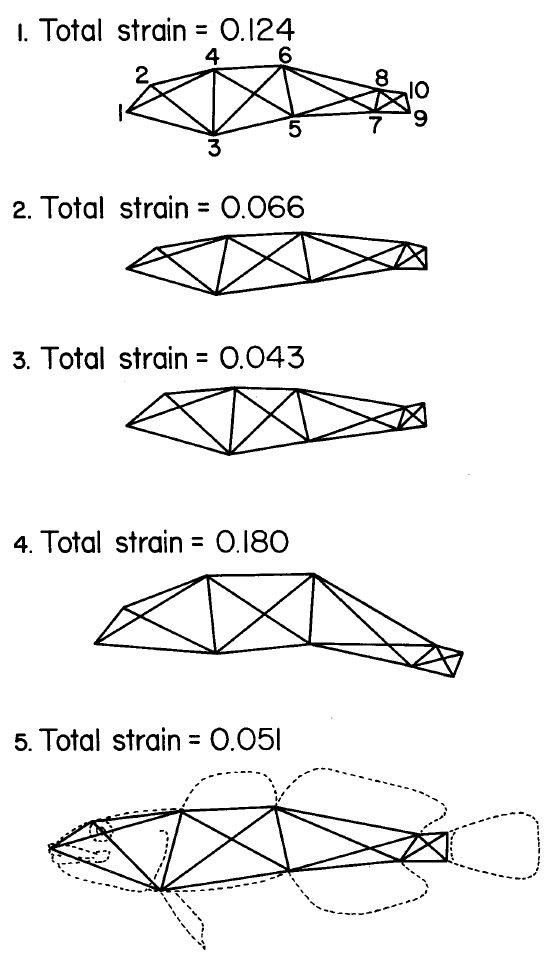 1. Total strain = 0.124
4
6
2
8
10
1
5
7
9
3
2. Total strain = 0.066
3. Total strain = 0.043
4. Total strain = 0.180
5. Total strain = 0.051